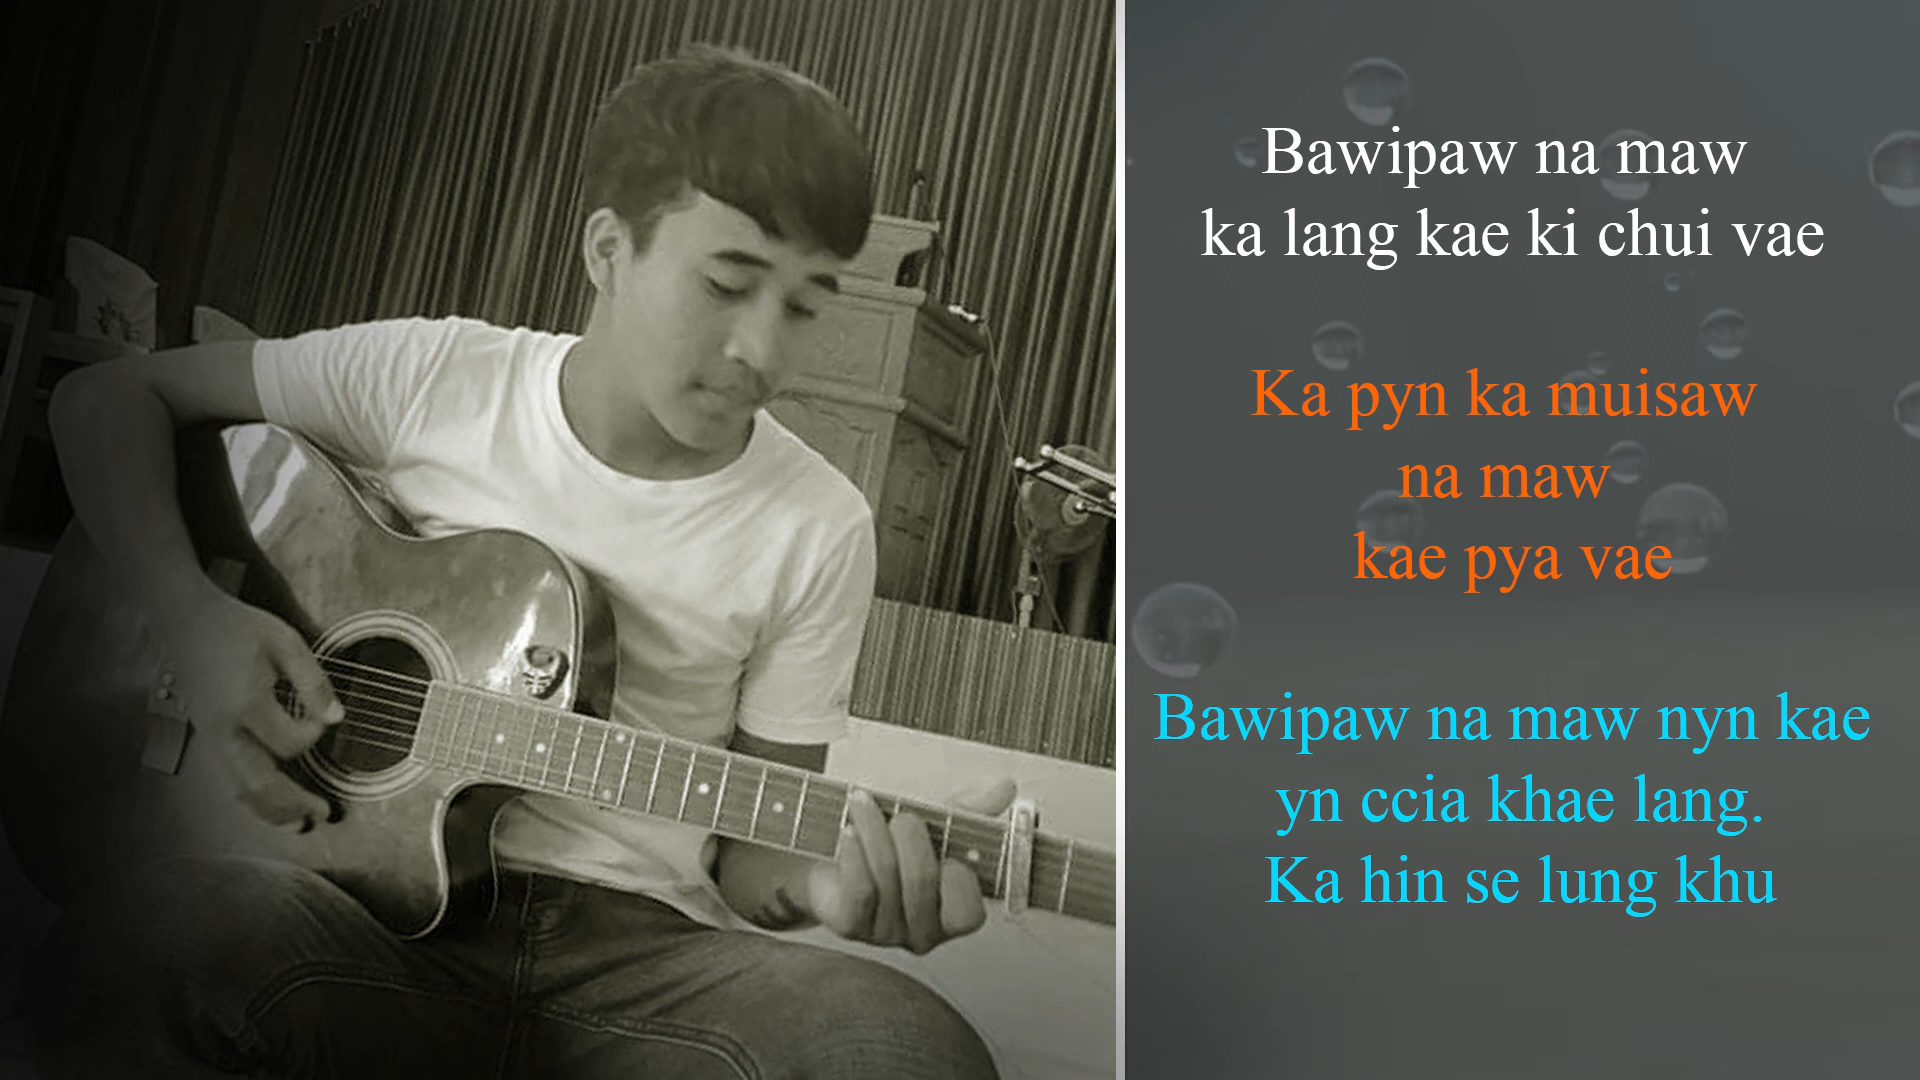 Bawipaw na maw
ka lang kae ki chui vae
Ka pyn ka muisaw
na maw
kae pya vae
Bawipaw na maw nyn kae
yn ccia khae lang.
Ka hin se lung khu